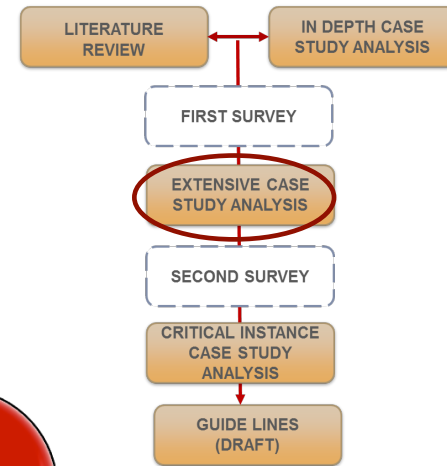 LITERATURE
REVIEW
IN DEPTH CASE
STUDY ANALYSIS
FIRST SURVEY
EXTENSIVE CASE
STUDY ANALYSIS
SECOND SURVEY
CRITICAL INSTANCE
CASE STUDY
ANALYSIS
GUIDE LINES
(DRAFT)